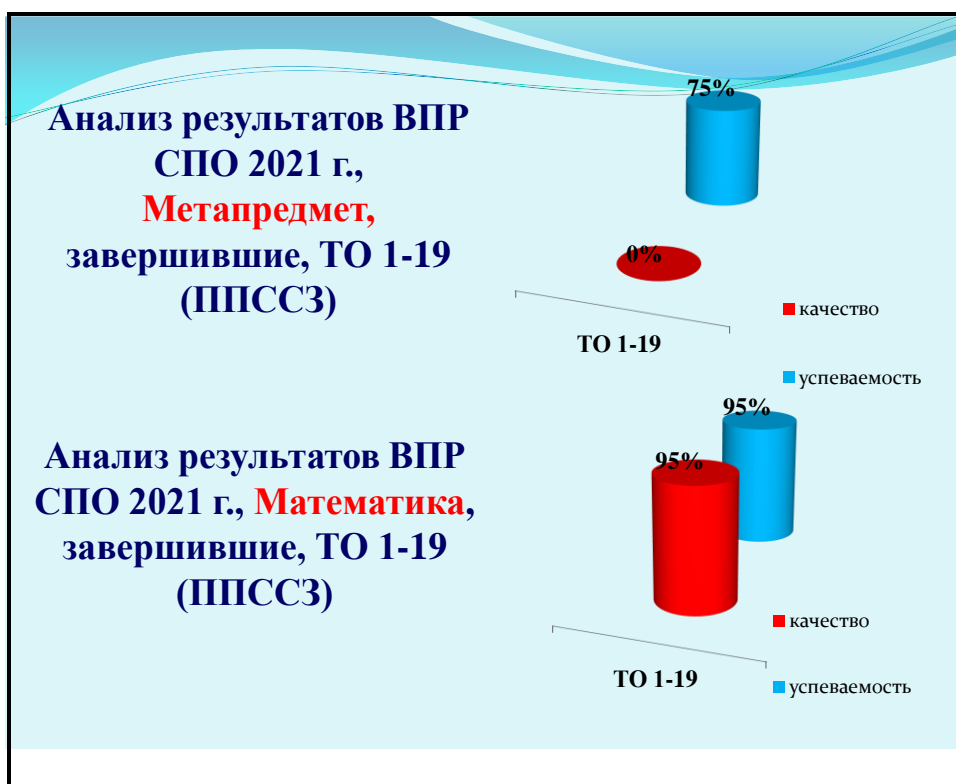 Анализ результатов ВПР
СПО 2021 г.,
Метапредмет,
завершившие, ТО 1-19
(ППССЗ)
75%
0%
ТО 1-19
качество
успеваемость
Анализ результатов ВПР
СПО 2021 г., Математика,
завершившие, ТО 1-19
(ППССЗ)
95%
95%
ТО 1-19
качество
успеваемость